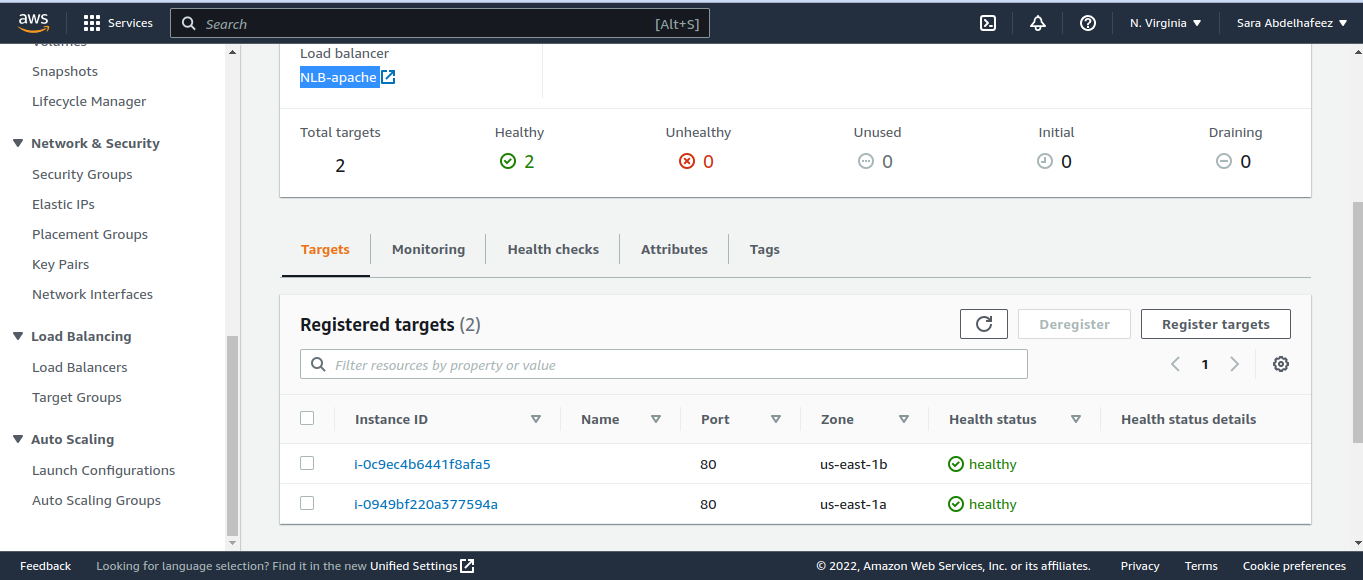 aws
Services
Search
[Alt+S]
N. Virginia
Sara Abdelhafeez
Volumes
Snapshots
Lifecycle Manager
Network & Security
Security Groups
Elastic IPs
Placement Groups
Key Pairs
Network Interfaces
Load Balancing
Load Balancers
Target Groups
Auto Scaling
Launch Configurations
Auto Scaling Groups
Load balancer
NLB-apache
Total targets
2
Healthy
2
Unhealthy
0
Unused
0
Initial
0
Draining
0
Targets
Monitoring
Health checks
Attributes
Tags
Registered targets (2)
Deregister
Register targets
Filter resources by property or value
1
Instance ID Name Port Zone Health status Health status details
i-0c9ec4b6441f8afa5 80 us-east-1b healthy
i-0949bf220a377594a 80 us-east-1a healthy
Feedback
Looking for language selection? Find it in the new Unified Settings
© 2022, Amazon Web Services, Inc. or its affiliates.
Privacy
Terms
Cookie preferences